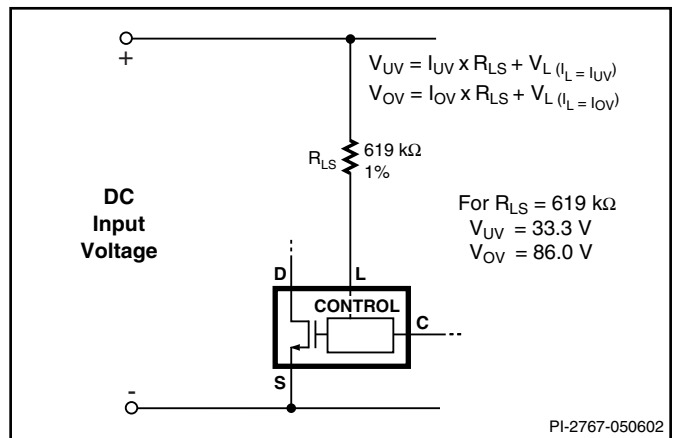 +
V_UV = I_UV x R_LS + V_L (I_L = I_UV)
V_OV = I_OV x R_LS + V_L (I_L = I_OV)
R_LS
619 kΩ
1%
DC
Input
Voltage
For R_LS = 619 kΩ
V_UV = 33.3 V
V_OV = 86.0 V
D
L
CONTROL
C
S
-
PI-2767-050602